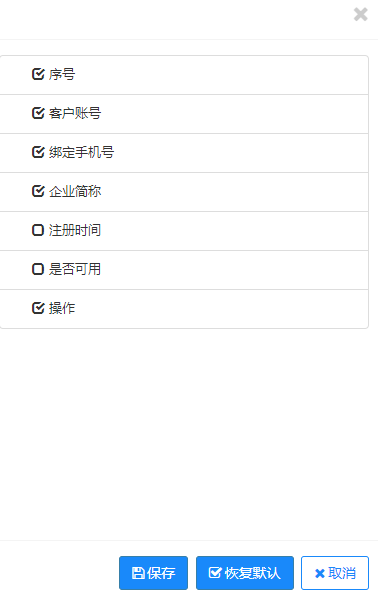 序号
客户账号
绑定手机号
企业简称
注册时间
是否可用
操作
保存 恢复默认 取消